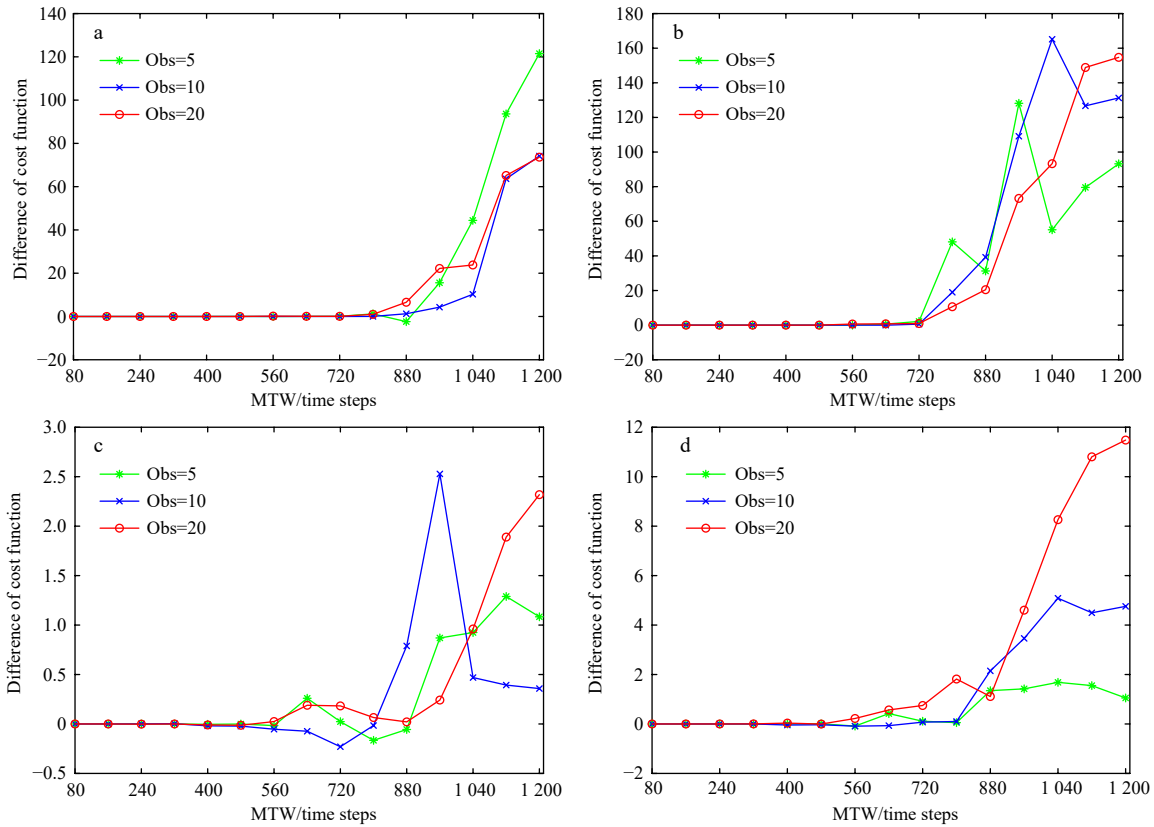 a
Obs=5
Obs=10
Obs=20
Difference of cost function
140
120
100
80
60
40
20
0
−20
80 240 400 560 720 880 1 040 1 200
MTW/time steps
b
Obs=5
Obs=10
Obs=20
Difference of cost function
180
160
140
120
100
80
60
40
20
0
−20
80 240 400 560 720 880 1 040 1 200
MTW/time steps
c
Obs=5
Obs=10
Obs=20
Difference of cost function
3.0
2.5
2.0
1.5
1.0
0.5
0
−0.5
80 240 400 560 720 880 1 040 1 200
MTW/time steps
d
Obs=5
Obs=10
Obs=20
Difference of cost function
12
10
8
6
4
2
0
−2
80 240 400 560 720 880 1 040 1 200
MTW/time steps